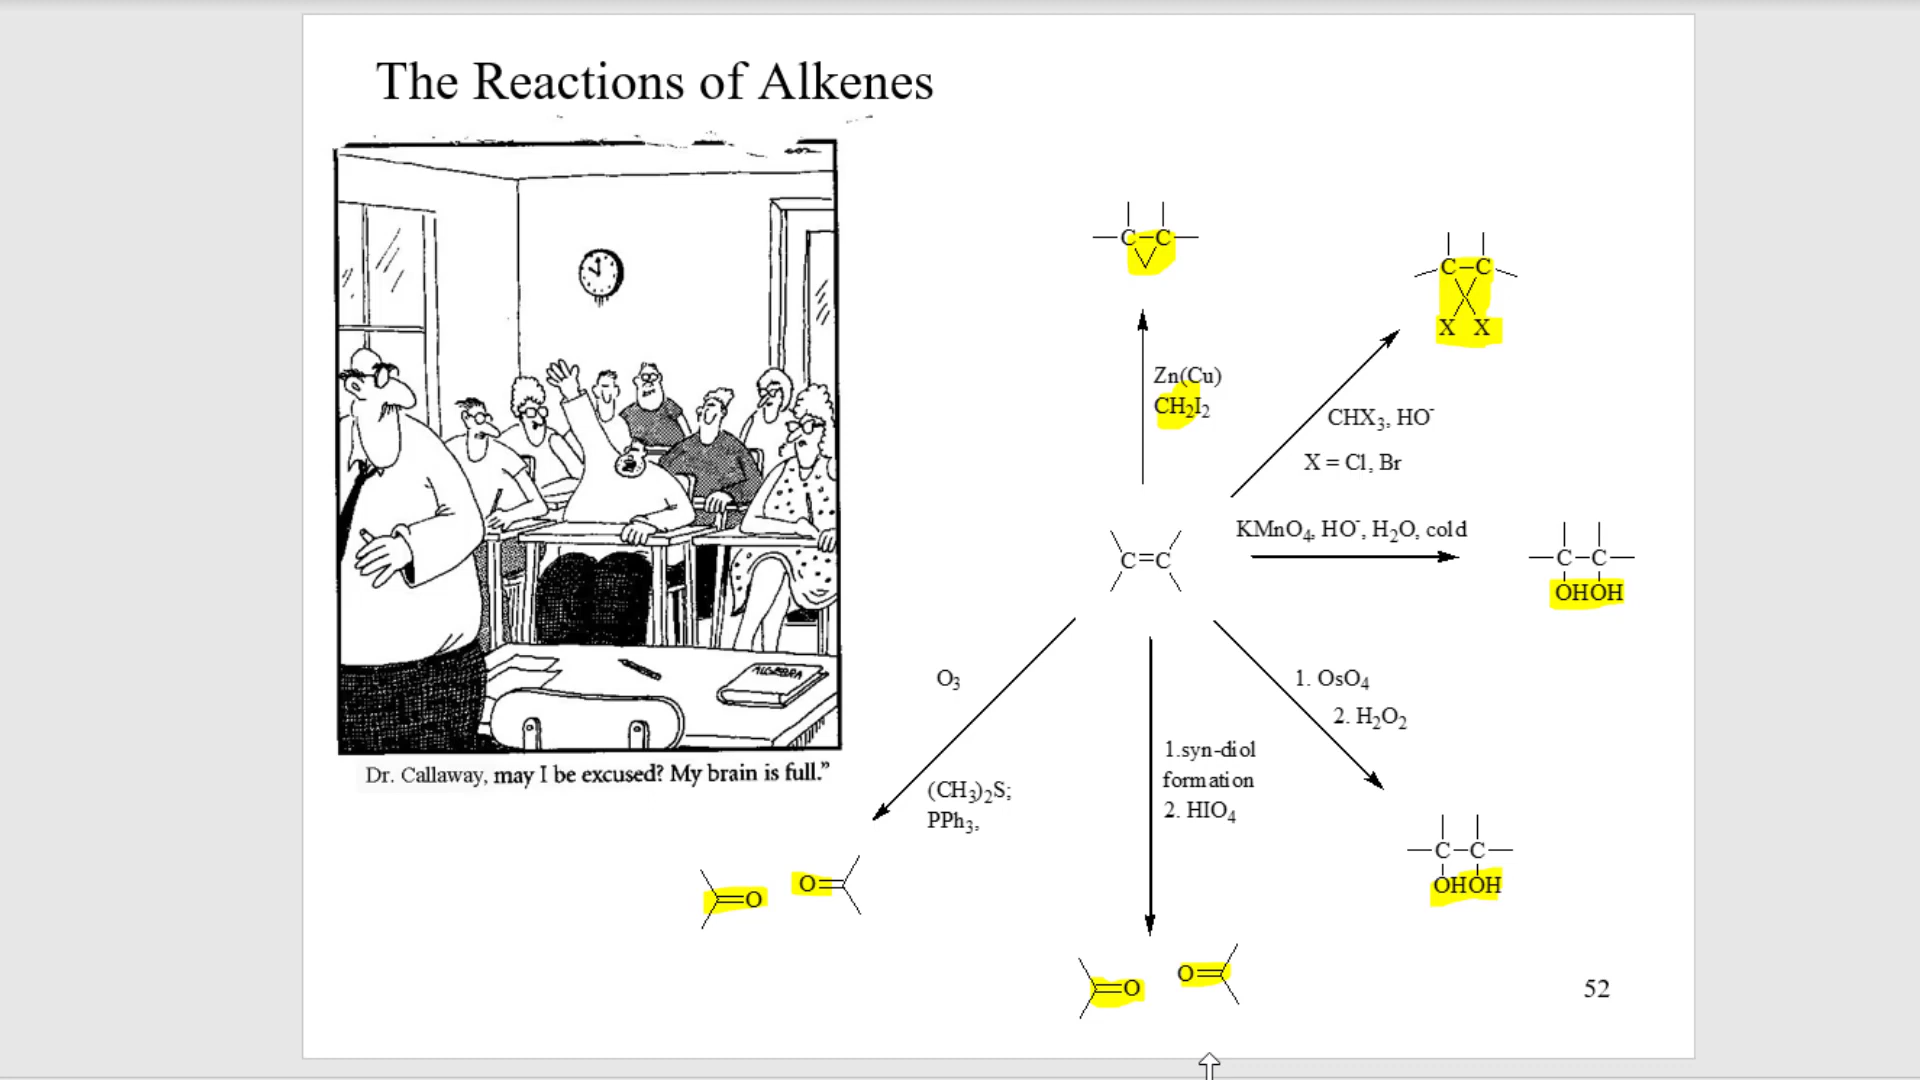 The Reactions of Alkenes
ALGEBRA
Dr. Callaway, may I be excused? My brain is full.”
C–C
C–C
X X
Zn(Cu)
CH₂I₂
CHX₃, HO⁻
X = Cl, Br
KMnO₄, HO⁻, H₂O, cold
C=C
C–C
OHOH
O₃
(CH₃)₂S;
PPh₃,
1.syn-diol
formation
2. HIO₄
1. OsO₄
2. H₂O₂
C–C
OHOH
=O O=
=O O=
52